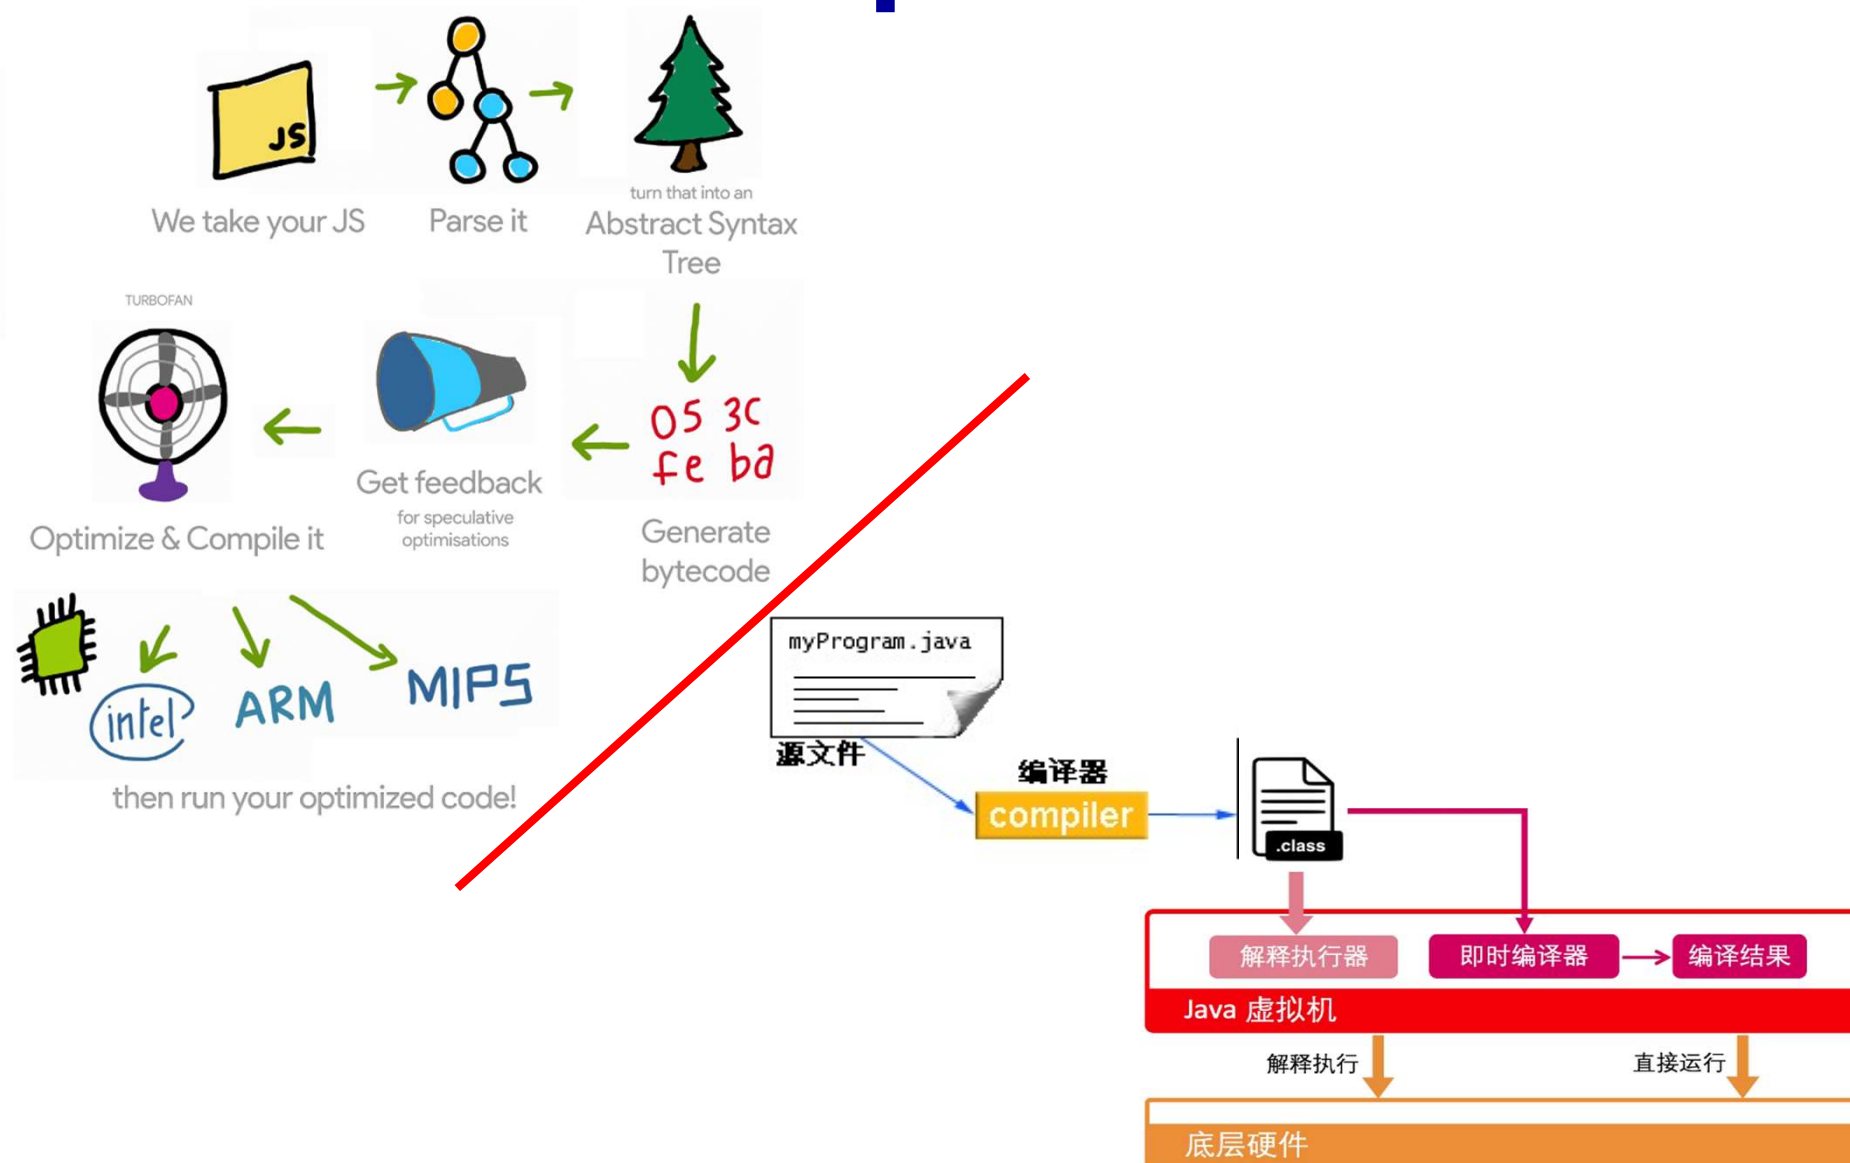 JS
We take your JS
Parse it
turn that into an
Abstract Syntax
Tree
TURBOFAN
05 3c
fe ba
Get feedback
for speculative
optimisations
Optimize & Compile it
Generate
bytecode
intel
ARM
MIPS
then run your optimized code!
myProgram.java
源文件
编译器
compiler
.class
解释执行器
即时编译器
编译结果
Java 虚拟机
解释执行
直接运行
底层硬件